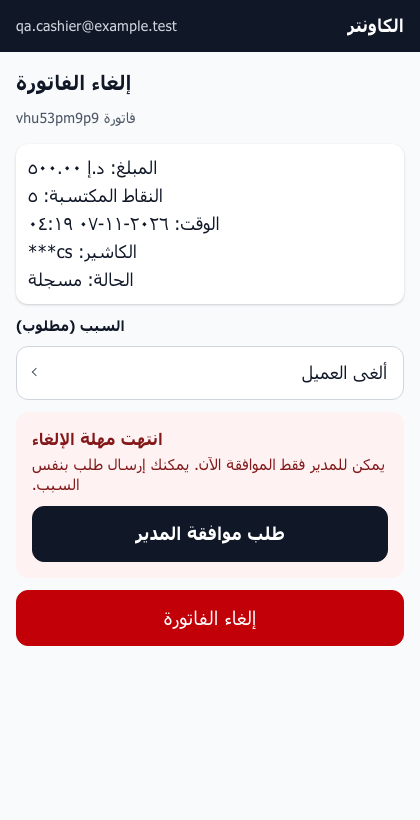 الكاونتر
qa.cashier@example.test
إلغاء الفاتورة
فاتورة vhu53pm9p9
المبلغ: د.إ ٥٠٠.٠٠
النقاط المكتسبة: ٥
الوقت: ٢٠٢٦-١١-٠٧ ٠٤:١٩
الكاشير: cs***
الحالة: مسجلة
السبب (مطلوب)
ألغى العميل
انتهت مهلة الإلغاء
يمكن للمدير فقط الموافقة الآن. يمكنك إرسال طلب بنفس
السبب.
طلب موافقة المدير
إلغاء الفاتورة